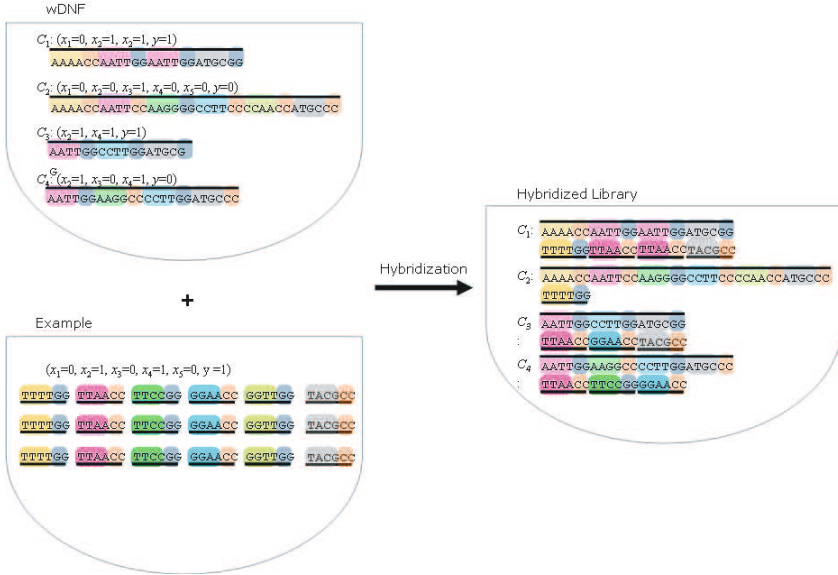 wDNF
C1: (x1=0, x2=1, x2=1, y=1)
AAAACCAATTGGAATTGGATGCGG
C2: (x1=0, x2=0, x3=1, x4=0, x5=0, y=0)
AAAACCAATTCCAAGGGGCCTTCCCCAACCATGCCC
C3: (x2=1, x4=1, y=1)
AATTGGCCTTGGATGCG
G
C4: (x2=1, x3=0, x4=1, y=0)
AATTGGAAGGCCCCTTGGATGCCC
+
Example
(x1=0, x2=1, x3=0, x4=1, x5=0, y =1)
TTTTGG TTAACC TTCCGG GGAACC GGTTGG TACGCC
TTTTGG TTAACC TTCCGG GGAACC GGTTGG TACGCC
TTTTGG TTAACC TTCCGG GGAACC GGTTGG TACGCC
Hybridization
Hybridized Library
C1: AAAACCAATTGGAATTGGATGCGG
TTTTGGTTAACCTTAACCTACGCC
C2: AAAACCAATTCCAAGGGGCCTTCCCCAACCATGCCC
TTTTGG
C3 AATTGGCCTTGGATGCGG
: TTAACCGGAACCTACGCC
C4 AATTGGAAGGCCCCTTGGATGCCC
: TTAACCTTCCGGGGAACC